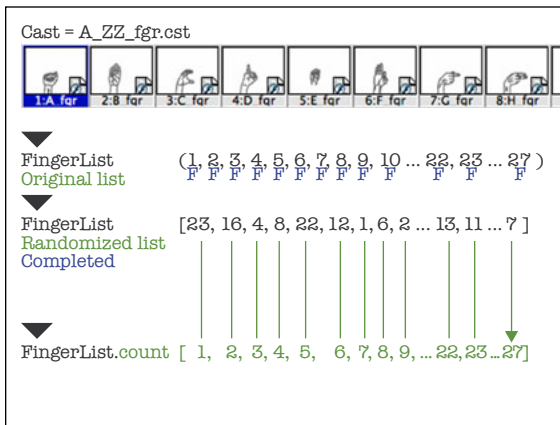 Cast = A_ZZ_fgr.cst
1:A fgr 2:B fgr 3:C fgr 4:D fgr 5:E fgr 6:F fgr 7:G fgr 8:H fgr
FingerList (1, 2, 3, 4, 5, 6, 7, 8, 9, 10 ... 22, 23 ... 27 )
Original list F F F F F F F F F F F F
Randomized list
FingerList [23, 16, 4, 8, 22, 12, 1, 6, 2 ... 13, 11 ... 7 ]
Completed
FingerList.count [ 1, 2, 3, 4, 5, 6, 7, 8, 9, ... 22, 23 ... 27]